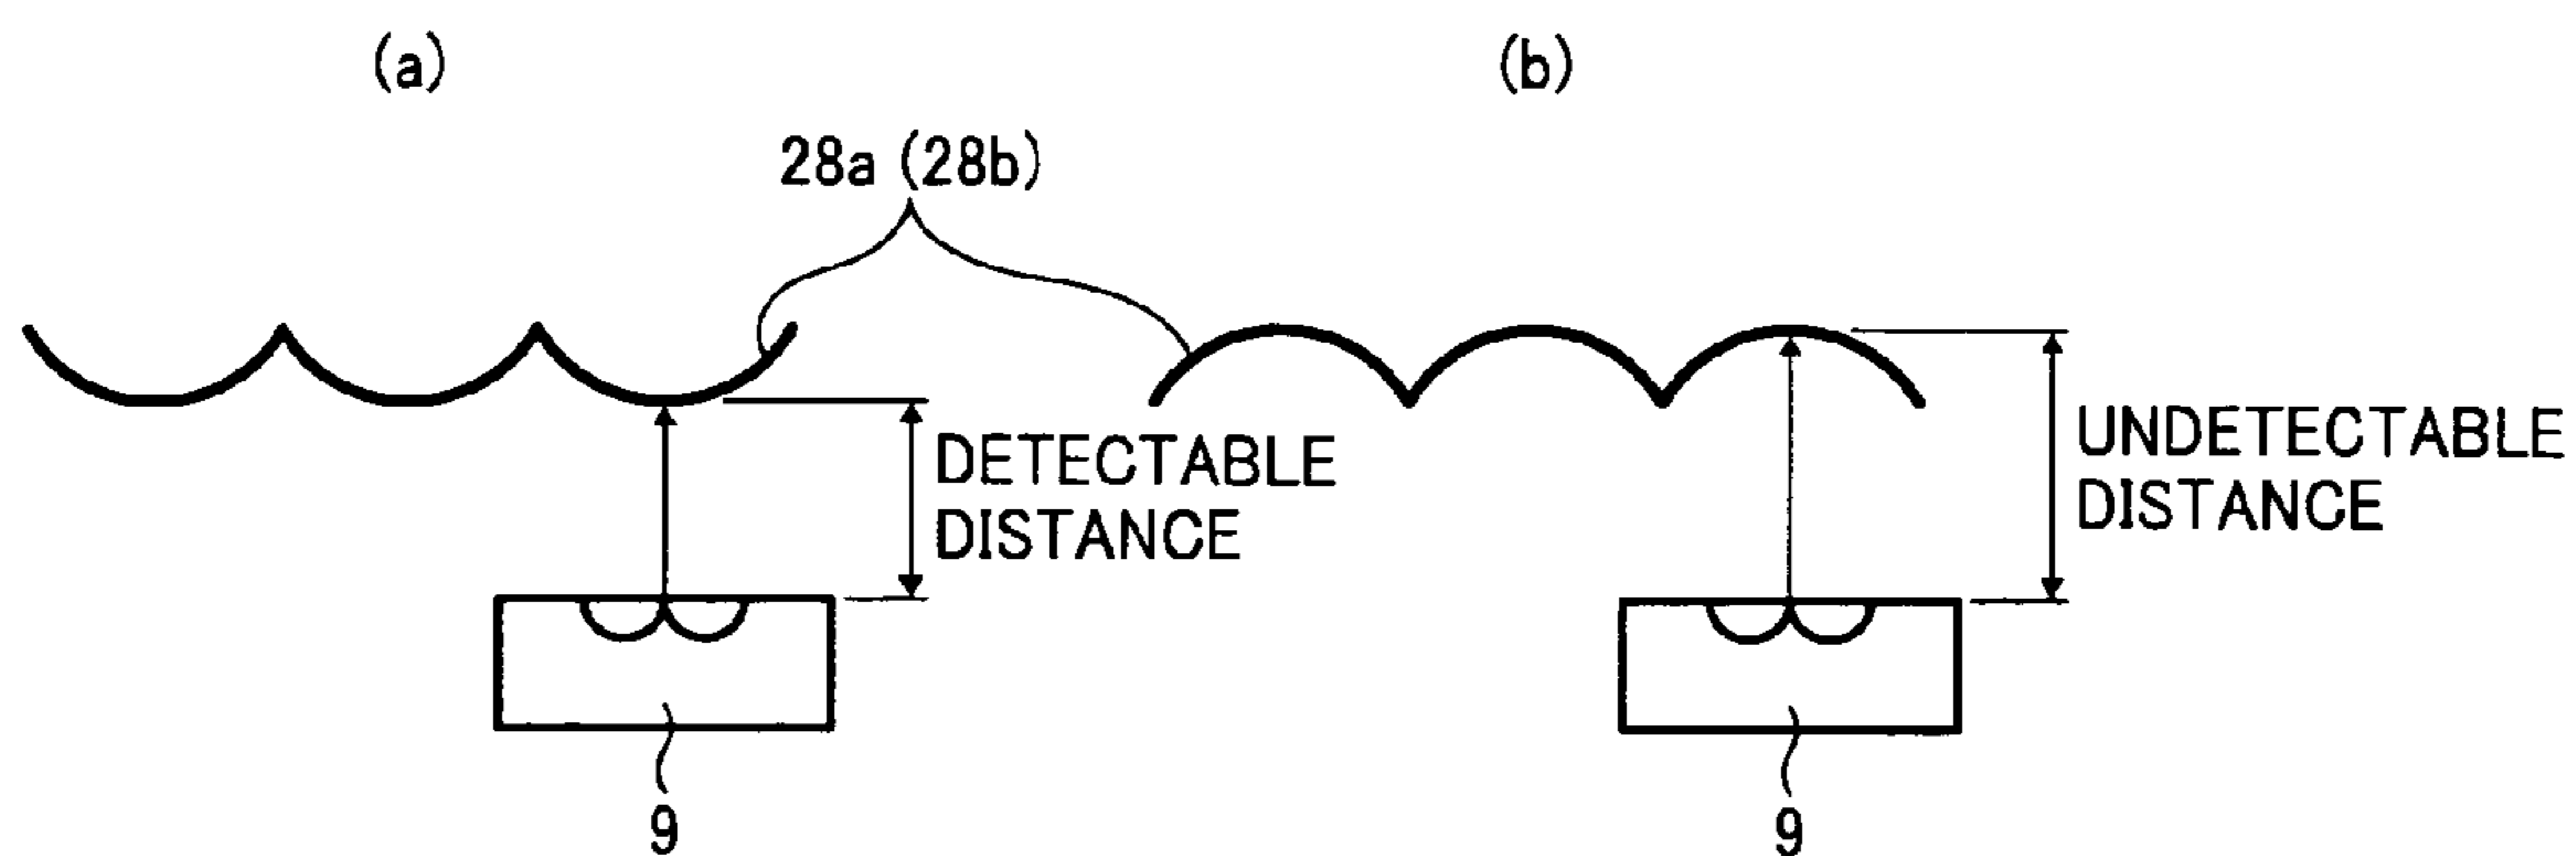 (a)
(b)
28a (28b)
DETECTABLE
DISTANCE
UNDETECTABLE
DISTANCE
9
9